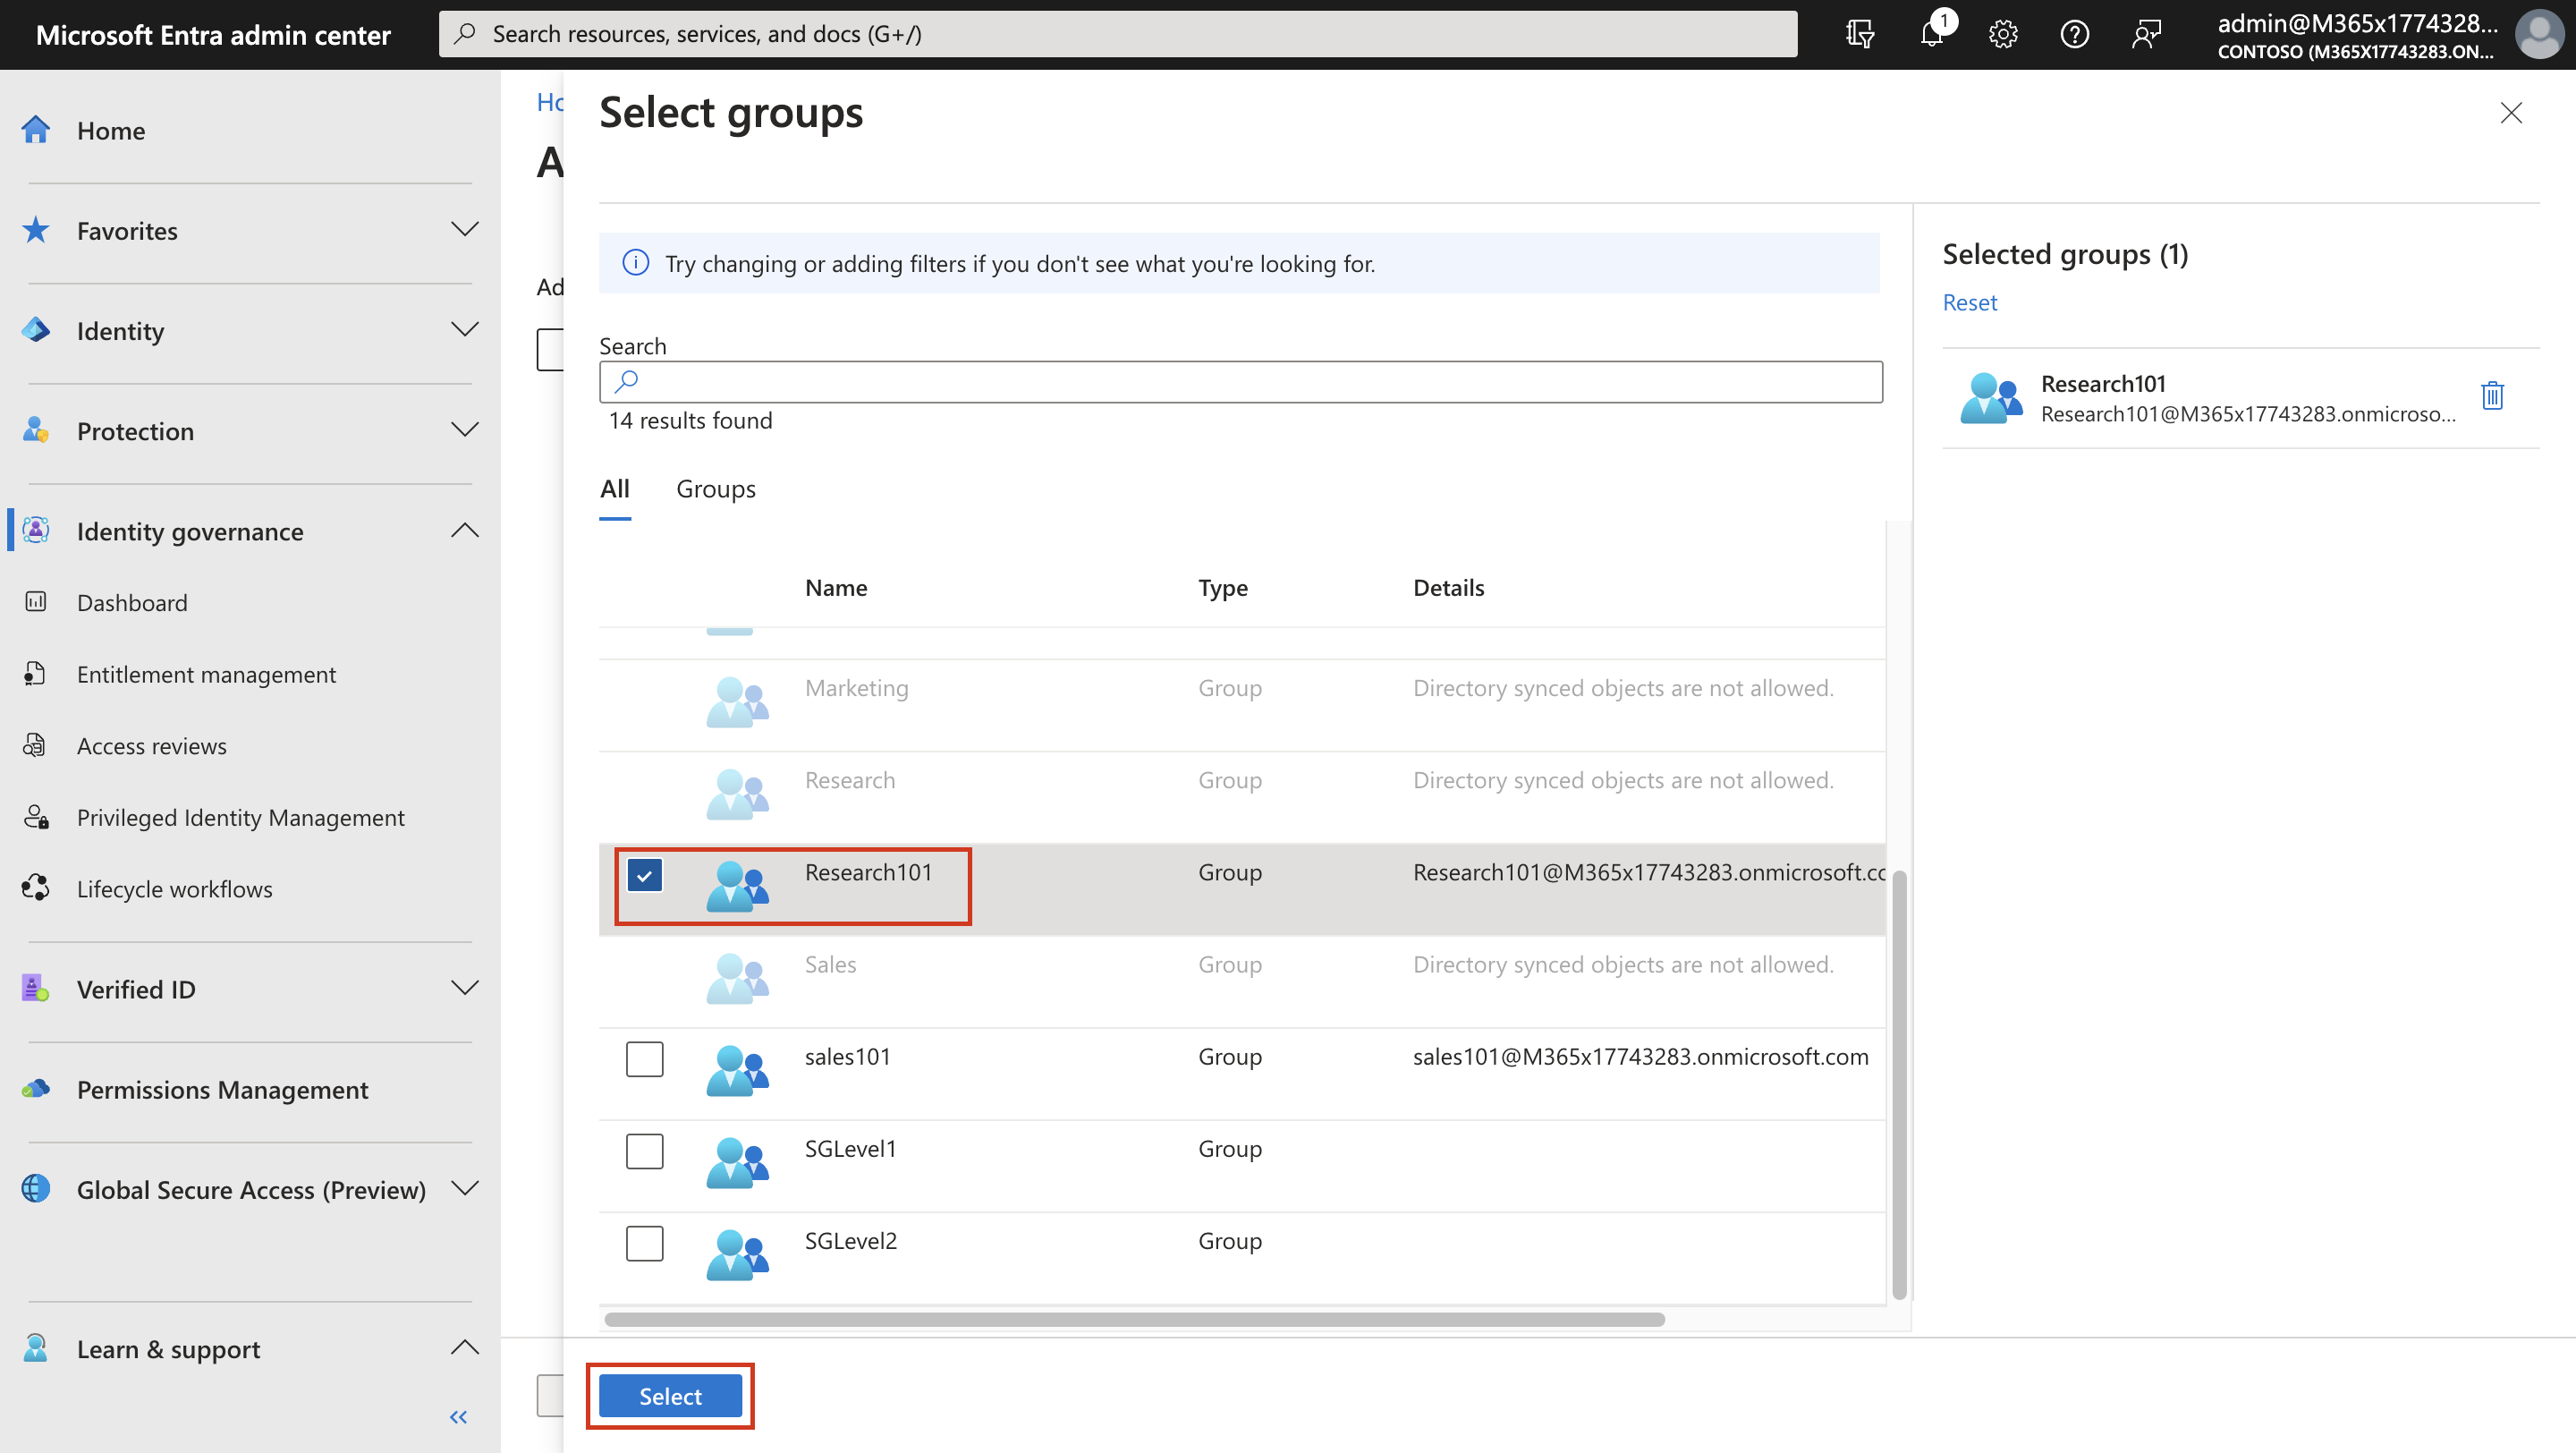 Microsoft Entra admin center
Search resources, services, and docs (G+/)
1
admin@M365x1774328...
CONTOSO (M365X17743283.ON...
Home
Favorites
Identity
Protection
Identity governance
Dashboard
Entitlement management
Access reviews
Privileged Identity Management
Lifecycle workflows
Verified ID
Permissions Management
Global Secure Access (Preview)
Learn & support
Ho
A
Ad
Select groups
Try changing or adding filters if you don't see what you're looking for.
Search
14 results found
All Groups
Name Type Details
Marketing Group Directory synced objects are not allowed.
Research Group Directory synced objects are not allowed.
Research101 Group Research101@M365x17743283.onmicrosoft.co
Sales Group Directory synced objects are not allowed.
sales101 Group sales101@M365x17743283.onmicrosoft.com
SGLevel1 Group
SGLevel2 Group
Select
Selected groups (1)
Reset
Research101
Research101@M365x17743283.onmicroso...